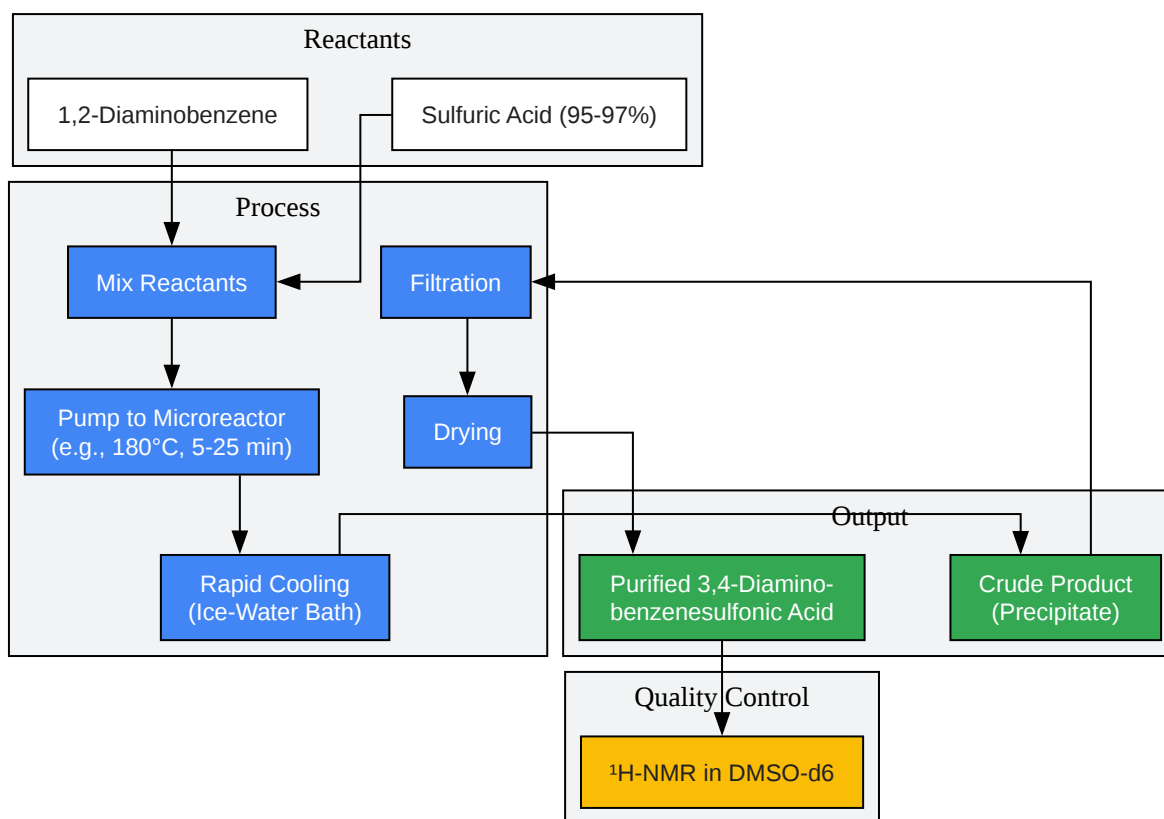 Reactants
1,2-Diaminobenzene
Sulfuric Acid (95-97%)
Process
Mix Reactants
Filtration
Pump to Microreactor
(e.g., 180°C, 5-25 min)
Drying
Output
Rapid Cooling
(Ice-Water Bath)
Purified 3,4-Diamino-
benzenesulfonic Acid
Crude Product
(Precipitate)
Quality Control
¹H-NMR in DMSO-d6